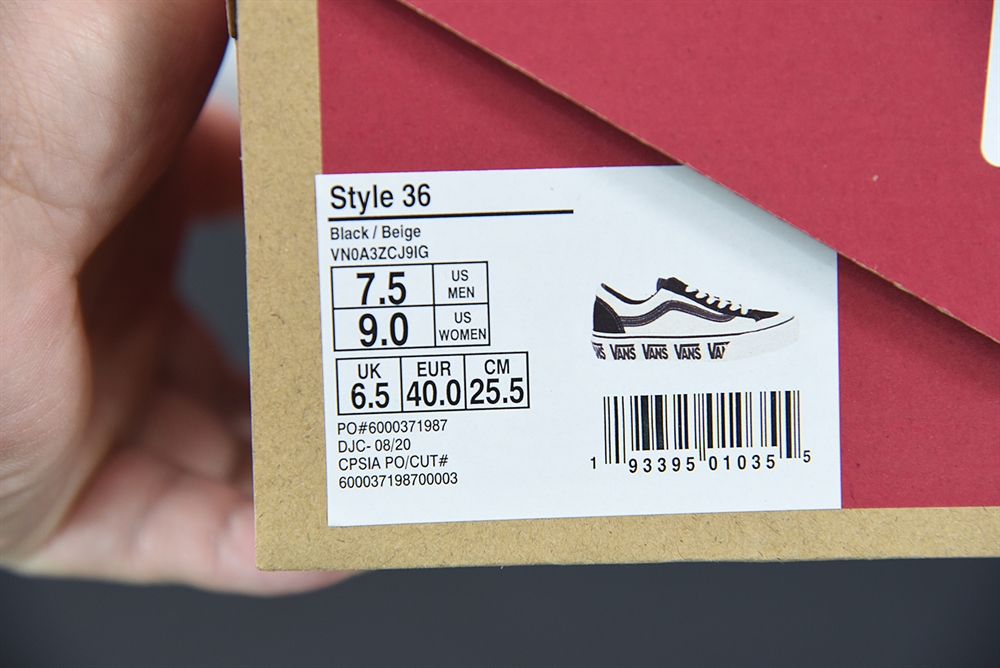 Style 36
Black / Beige
VN0A3ZCJ9IG
7.5 US MEN
9.0 US WOMEN
UK EUR CM
6.5 40.0 25.5
PO#6000371987
DJC- 08/20
CPSIA PO/CUT#
600037198700003
VANS VANS VANS
1 93395 01035 5